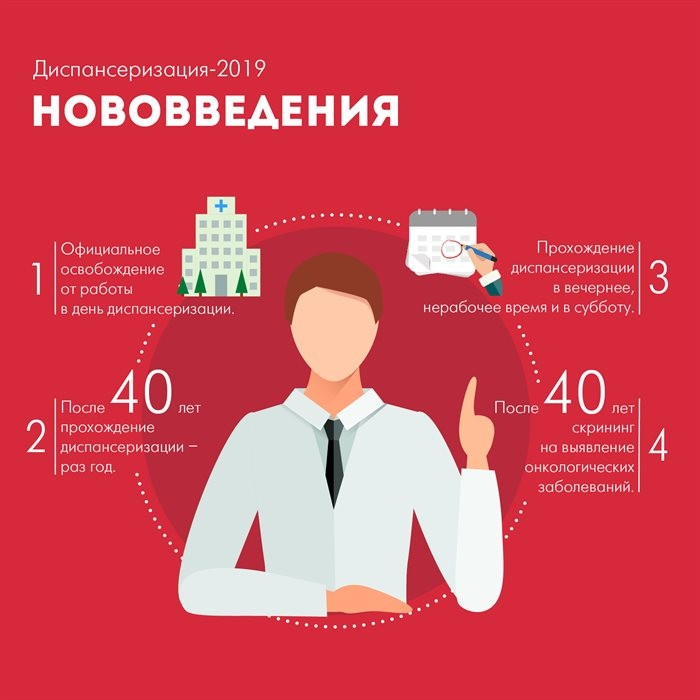 Диспансеризация-2019
НОВОВВЕДЕНИЯ
1
Официальное
освобождение
от работы
в день диспансеризации.
2
После 40 лет
прохождение
диспансеризации –
раз год.
Прохождение
диспансеризации
в вечернее,
нерабочее время и в субботу.
3
После 40 лет
скрининг
на выявление
онкологических
заболеваний.
4